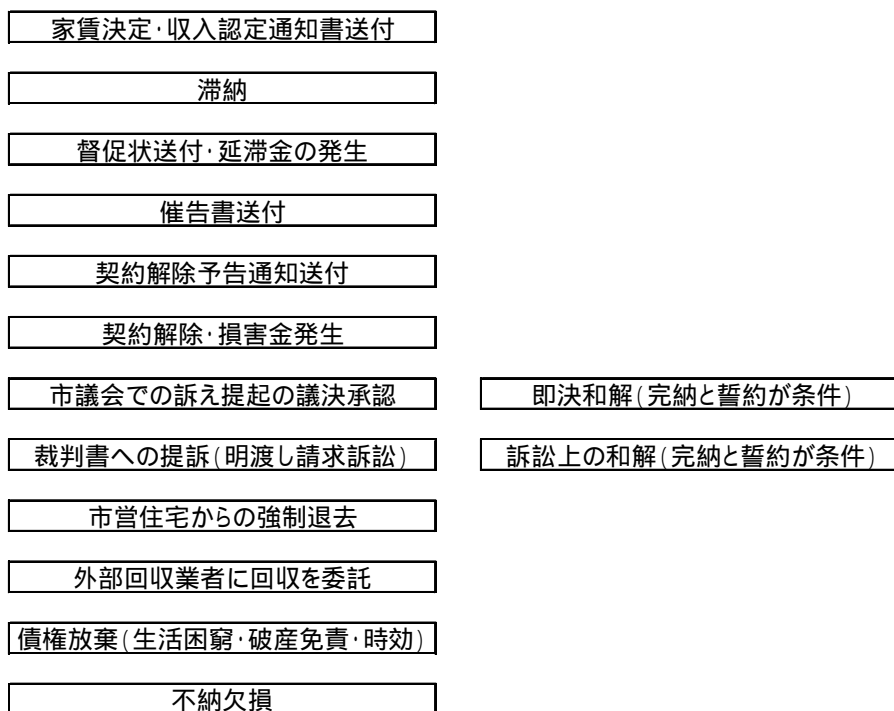 家賃決定・収入認定通知書送付
滞納
督促状送付・延滞金の発生
催告書送付
契約解除予告通知送付
契約解除・損害金発生
市議会での訴え提起の議決承認
即決和解(完納と誓約が条件)
裁判書への提訴(明渡し請求訴訟)
訴訟上の和解(完納と誓約が条件)
市営住宅からの強制退去
外部回収業者に回収を委託
債権放棄(生活困窮・破産免責・時効)
不納欠損